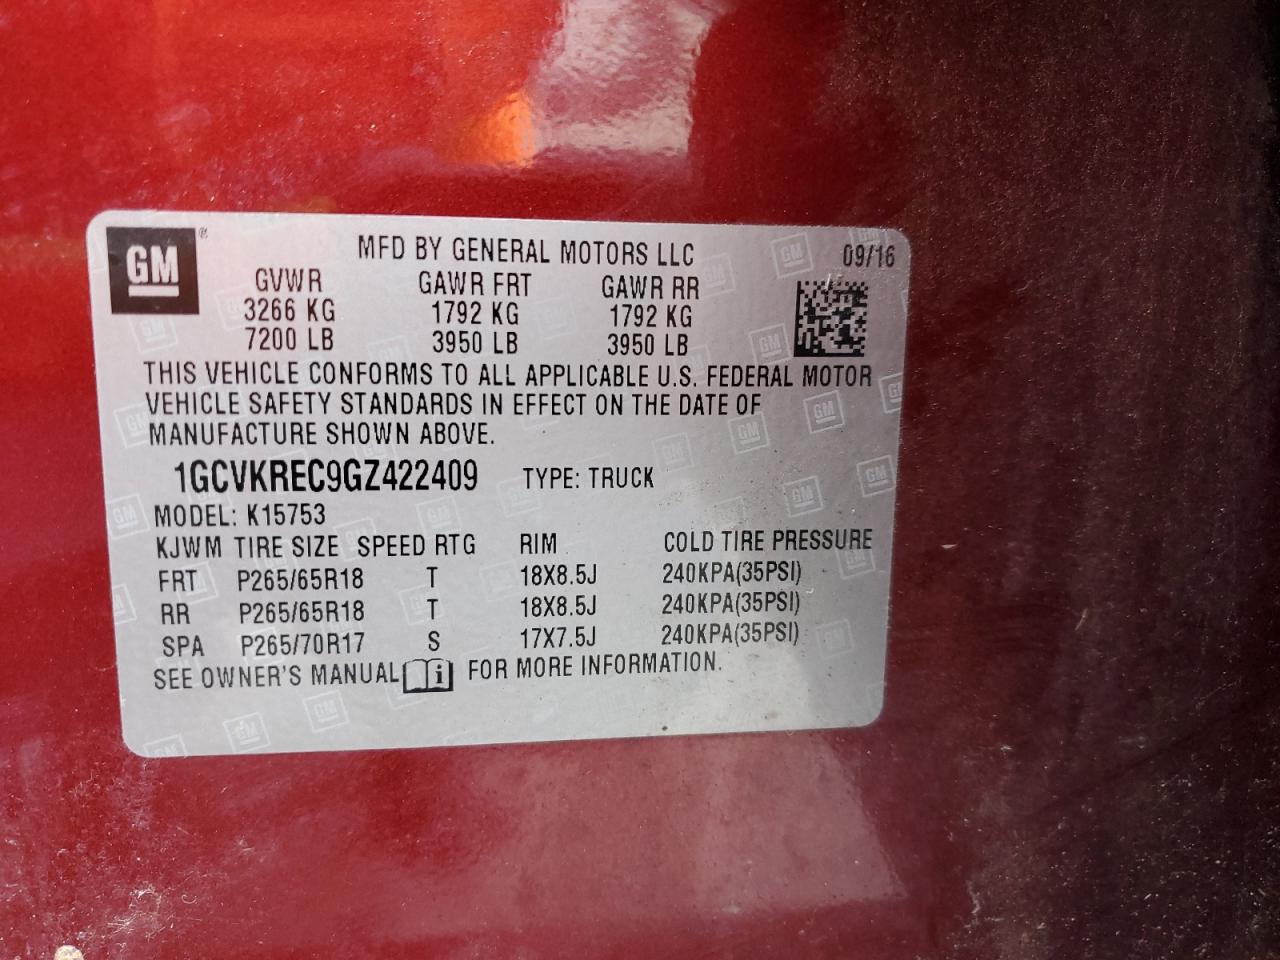 GM ®
MFD BY GENERAL MOTORS LLC 09/16
GVWR GAWR FRT GAWR RR
3266 KG 1792 KG 1792 KG
7200 LB 3950 LB 3950 LB
THIS VEHICLE CONFORMS TO ALL APPLICABLE U.S. FEDERAL MOTOR
VEHICLE SAFETY STANDARDS IN EFFECT ON THE DATE OF
MANUFACTURE SHOWN ABOVE.
1GCVKREC9GZ422409 TYPE: TRUCK
MODEL: K15753
KJWM TIRE SIZE SPEED RTG RIM COLD TIRE PRESSURE
FRT P265/65R18 T 18X8.5J 240KPA(35PSI)
RR P265/65R18 T 18X8.5J 240KPA(35PSI)
SPA P265/70R17 S 17X7.5J 240KPA(35PSI)
SEE OWNER'S MANUAL i FOR MORE INFORMATION.